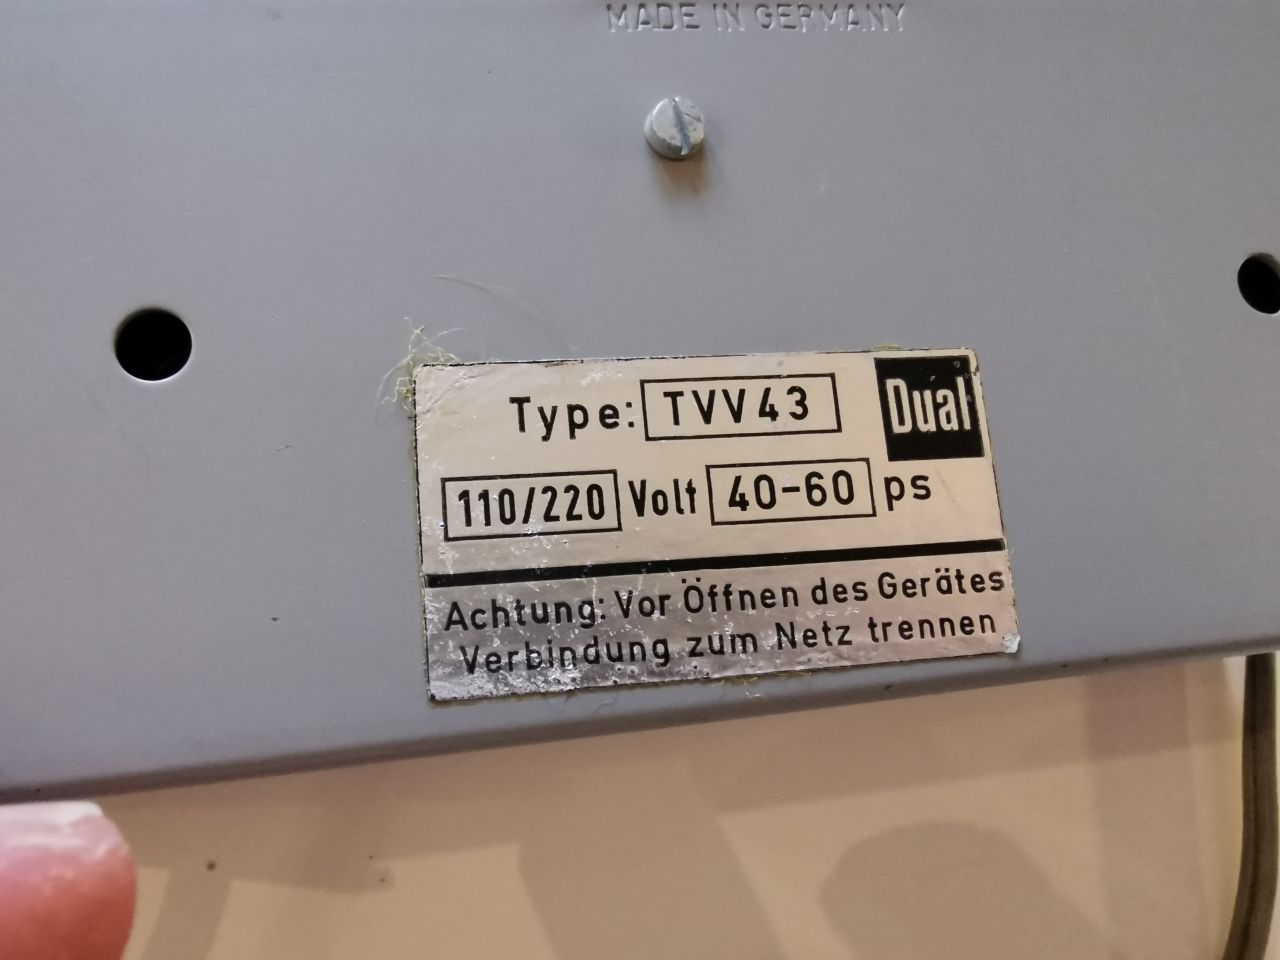 MADE IN GERMANY
Type: TVV43 Dual
110/220 Volt 40-60 ps
Achtung: Vor Öffnen des Gerätes
Verbindung zum Netz trennen